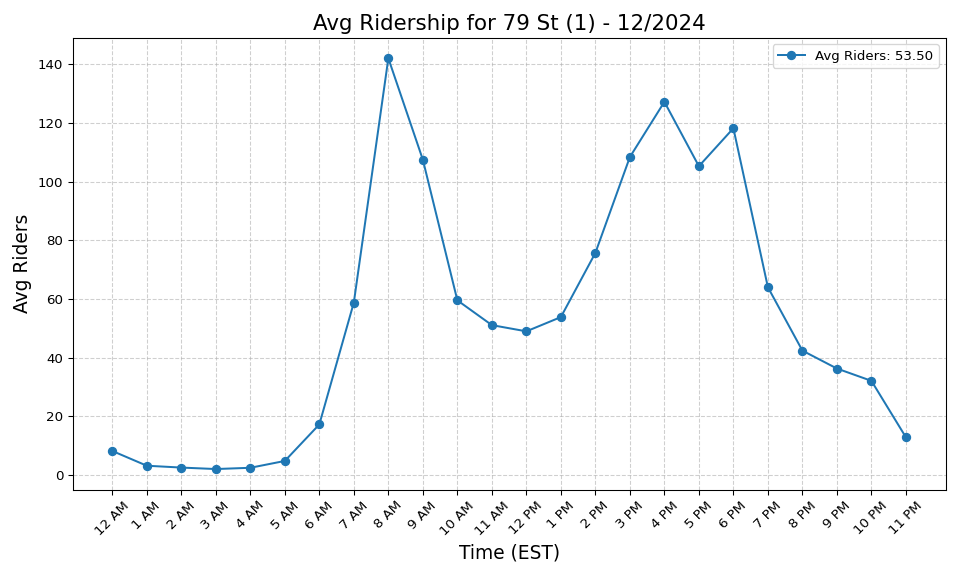 Avg Ridership for 79 St (1) - 12/2024
Avg Riders: 53.50
Avg Riders
140
120
100
80
60
40
20
0
12 AM
1 AM
2 AM
3 AM
4 AM
5 AM
6 AM
7 AM
8 AM
9 AM
10 AM
11 AM
12 PM
1 PM
2 PM
3 PM
4 PM
5 PM
6 PM
7 PM
8 PM
9 PM
10 PM
11 PM
Time (EST)